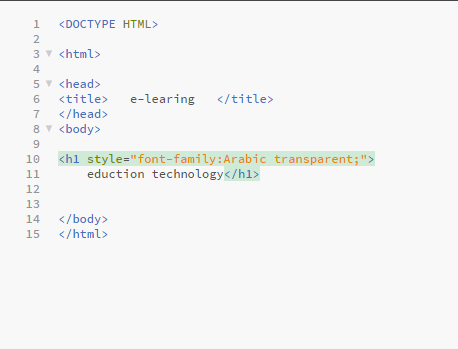 1 <DOCTYPE HTML>
2
3 <html>
4
5 <head>
6 <title>   e-learing   </title>
7 </head>
8 <body>
9
10 <h1 style="font-family:Arabic transparent;">
11     eduction technology</h1>
12
13
14 </body>
15 </html>